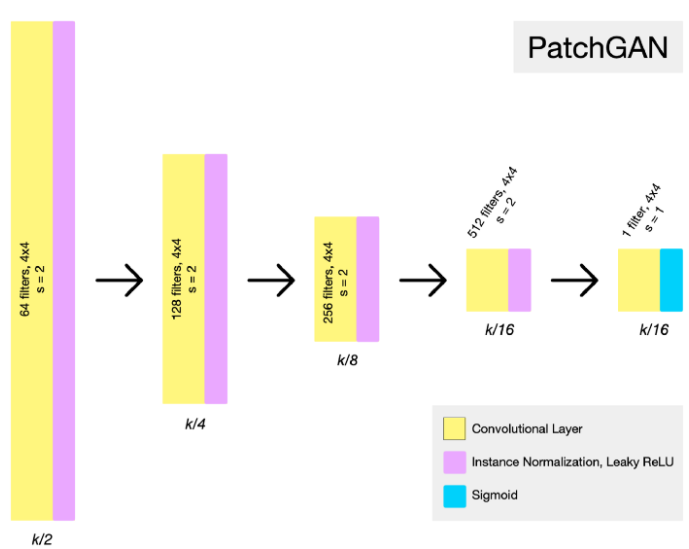 PatchGAN
64 filters, 4x4
s = 2
k/2
128 filters, 4x4
s = 2
k/4
256 filters, 4x4
s = 2
k/8
512 filters, 4x4
s = 2
k/16
1 filter, 4x4
s = 1
k/16
Convolutional Layer
Instance Normalization, Leaky ReLU
Sigmoid